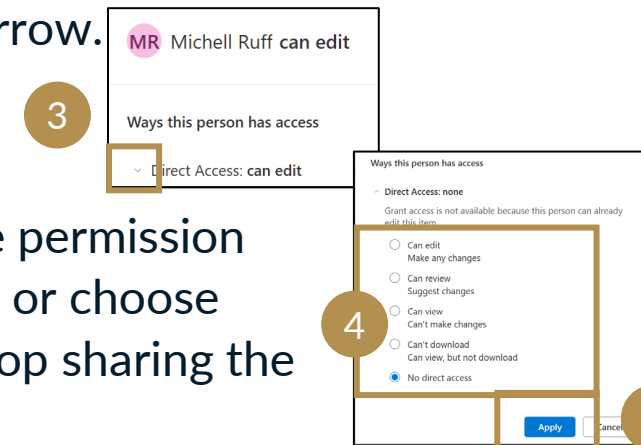 rrow.
MR Michell Ruff can edit
3
Ways this person has access
Direct Access: can edit
e permission
or choose
op sharing the
Ways this person has access
Direct Access: none
Grant access is not available because this person can already
edit this item
Can edit
Make any changes
Can review
Suggest changes
4
Can view
Can't make changes
Can't download
Can view, but not download
No direct access
Apply
Cance